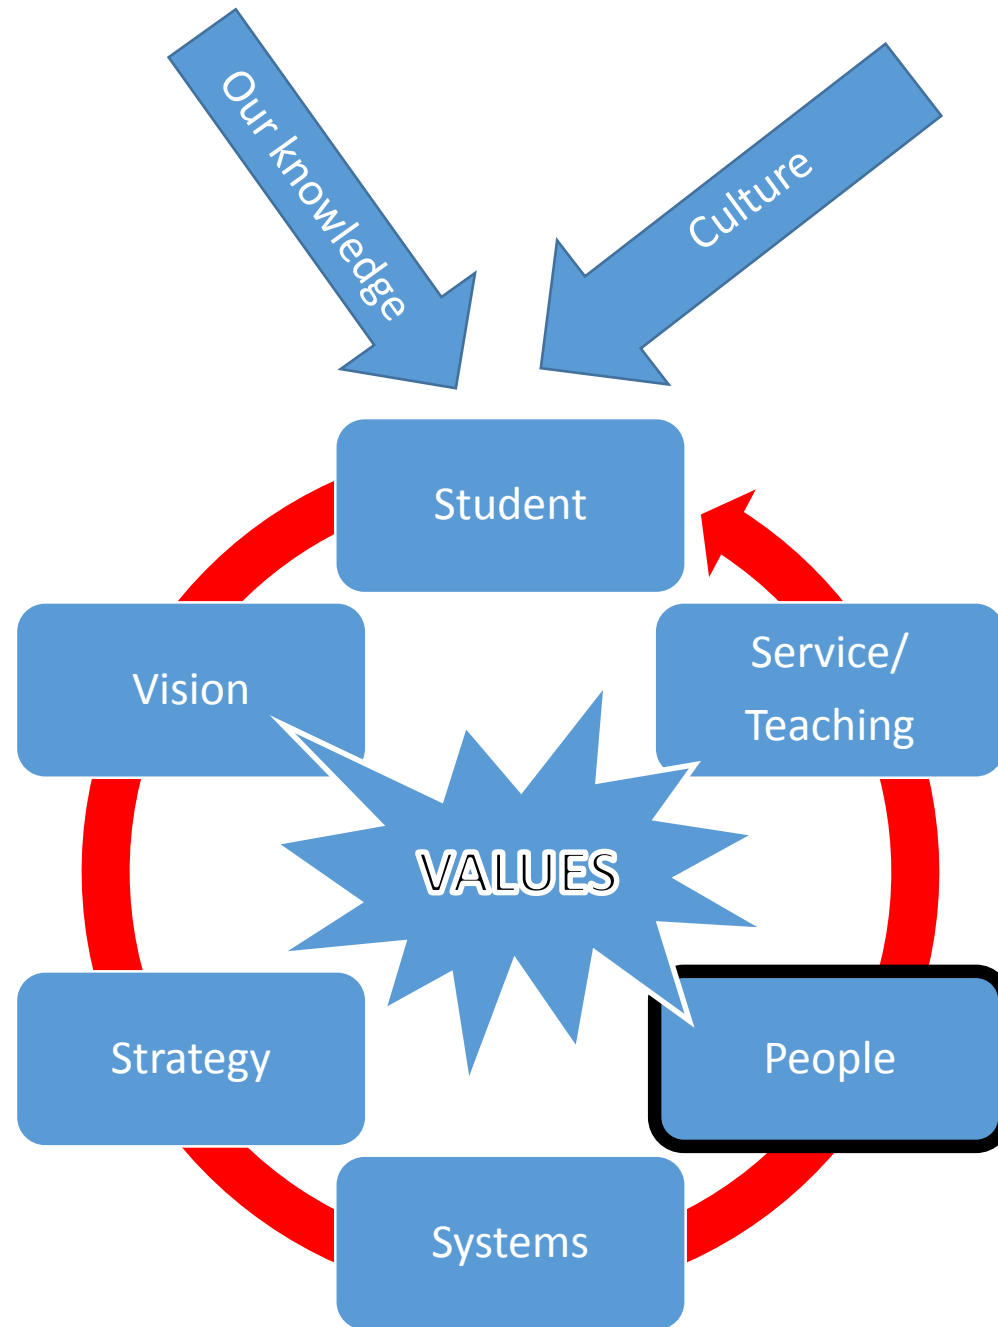 Our knowledge
Culture
Student
Vision
Service/
Teaching
VALUES
Strategy
People
Systems